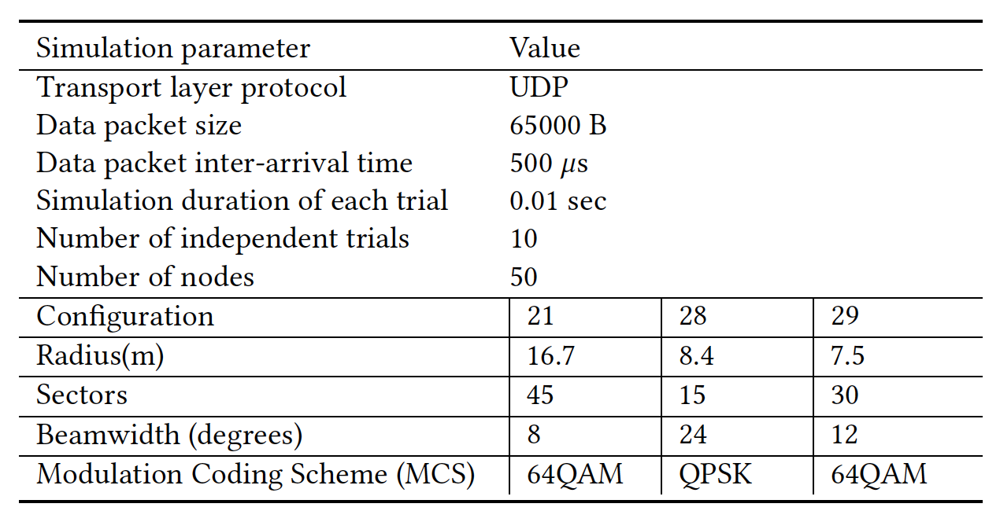 Simulation parameter Value
Transport layer protocol UDP
Data packet size 65000 B
Data packet inter-arrival time 500 μs
Simulation duration of each trial 0.01 sec
Number of independent trials 10
Number of nodes 50
Configuration 21 28 29
Radius(m) 16.7 8.4 7.5
Sectors 45 15 30
Beamwidth (degrees) 8 24 12
Modulation Coding Scheme (MCS) 64QAM QPSK 64QAM